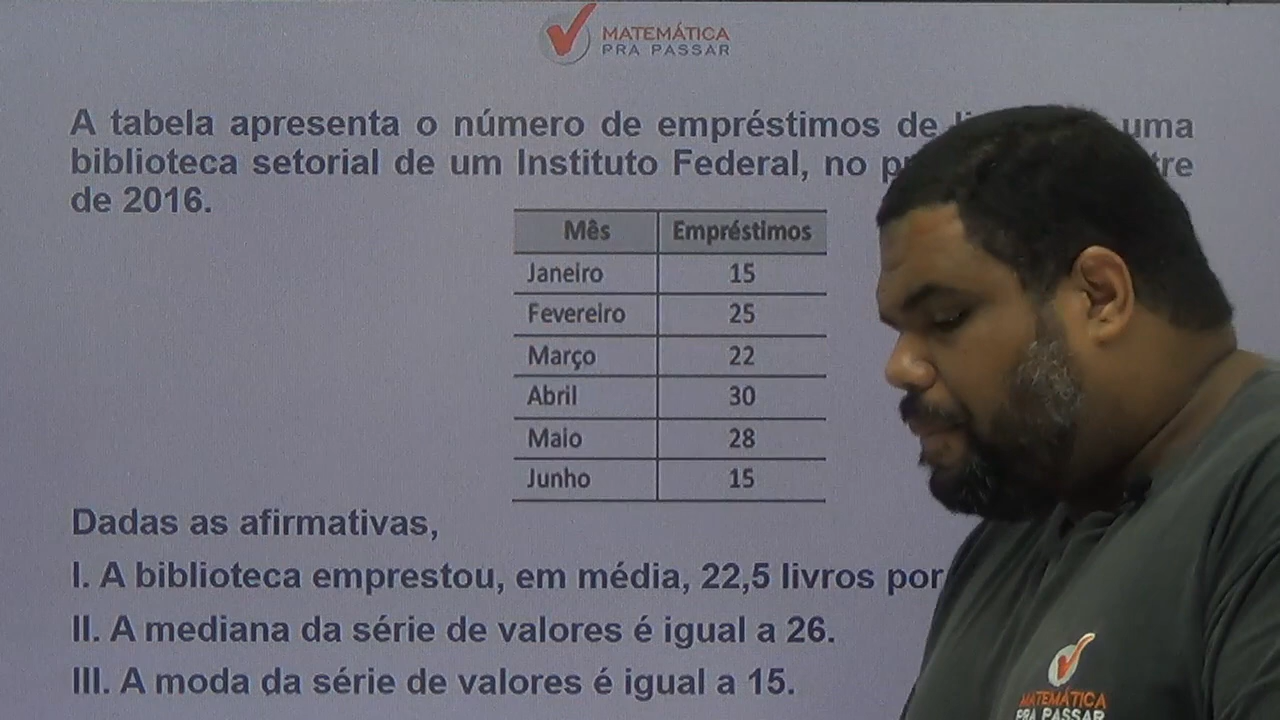 MATEMÁTICA
PRA PASSAR
A tabela apresenta o número de empréstimos de uma
biblioteca setorial de um Instituto Federal, no
de 2016.
Mês Empréstimos
Janeiro 15
Fevereiro 25
Março 22
Abril 30
Maio 28
Junho 15
Dadas as afirmativas,
I. A biblioteca emprestou, em média, 22,5 livros por
II. A mediana da série de valores é igual a 26.
III. A moda da série de valores é igual a 15.
MATEMÁTICA
PRA PASSAR